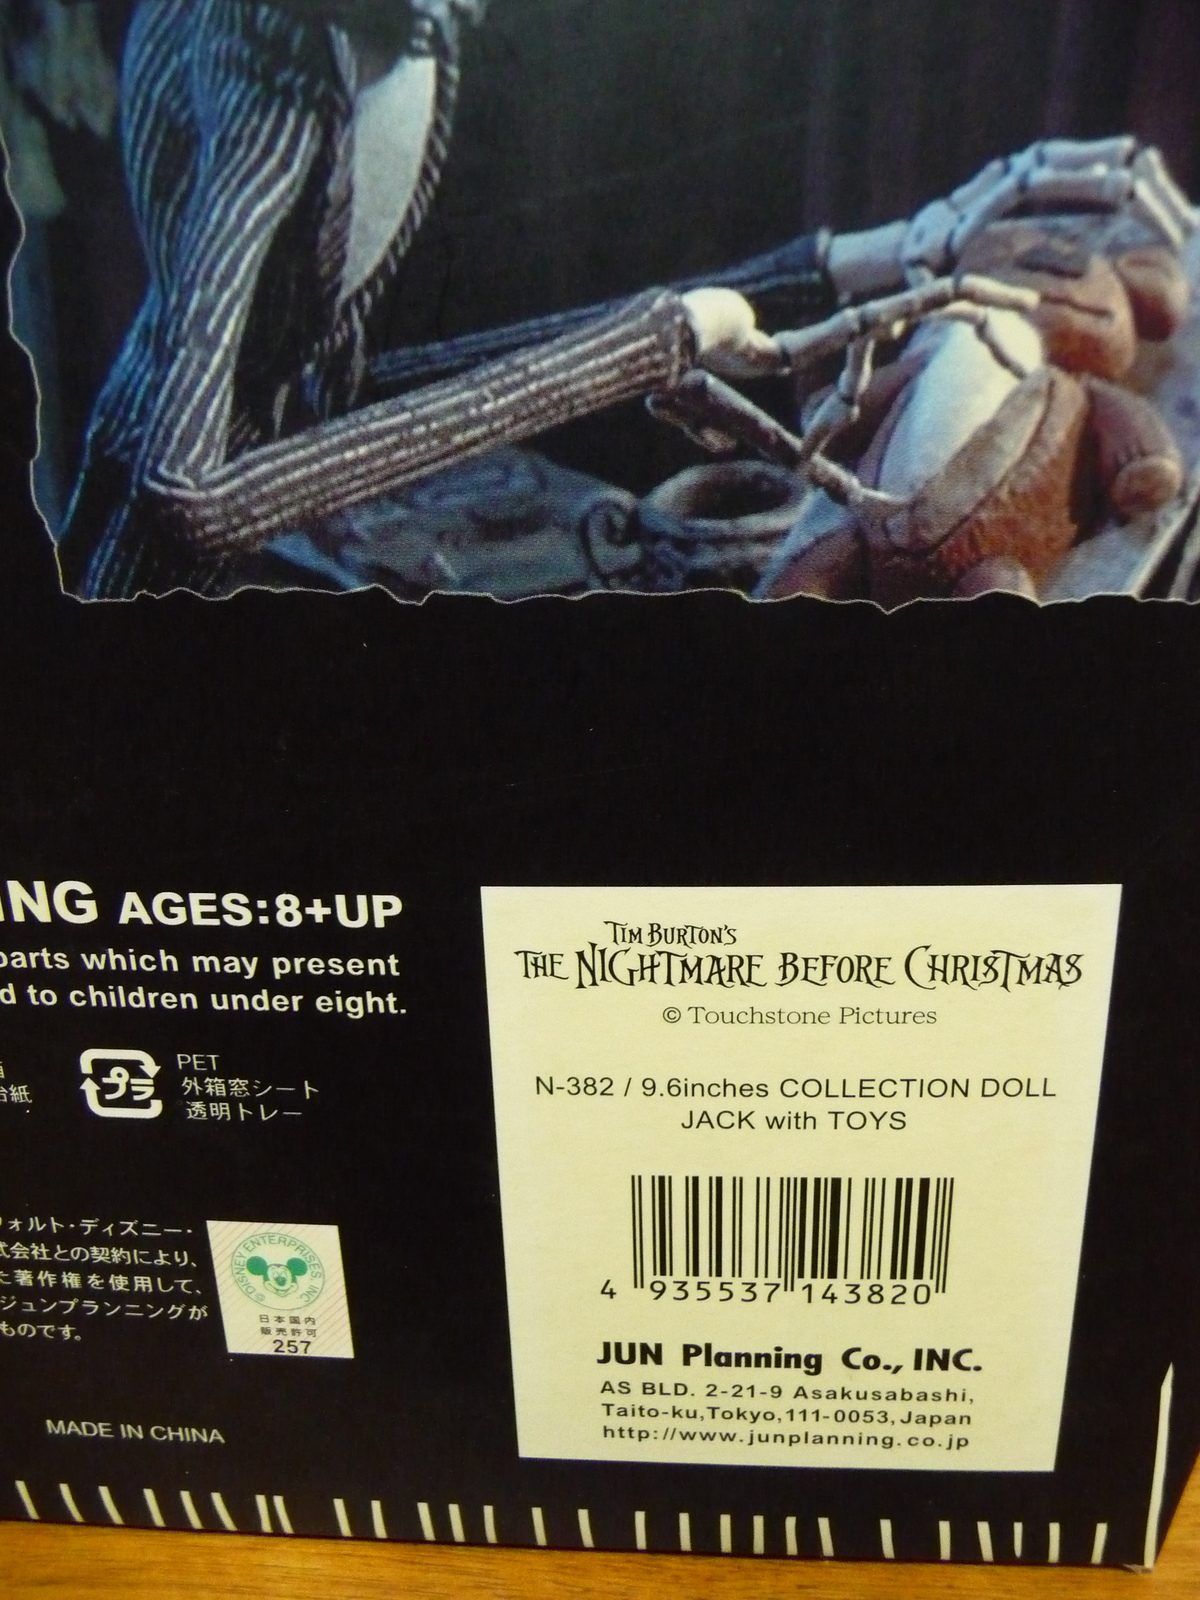 ING AGES:8+UP
parts which may present
d to children under eight.
台紙
プラ
PET
外箱窓シート
透明トレー
ォルト・ディズニー・
式会社との契約により、
た著作権を使用して、
ジュンプランニングが
ものです。
© DISNEY ENTERPRISES, INC.
日本国内
販売許可
257
MADE IN CHINA
TIM BURTON'S
THE NIGHTMARE BEFORE CHRISTMAS
© Touchstone Pictures
N-382 / 9.6inches COLLECTION DOLL
JACK with TOYS
4 935537 143820
JUN Planning Co., INC.
AS BLD. 2-21-9 Asakusabashi,
Taito-ku,Tokyo,111-0053,Japan
http://www.junplanning.co.jp